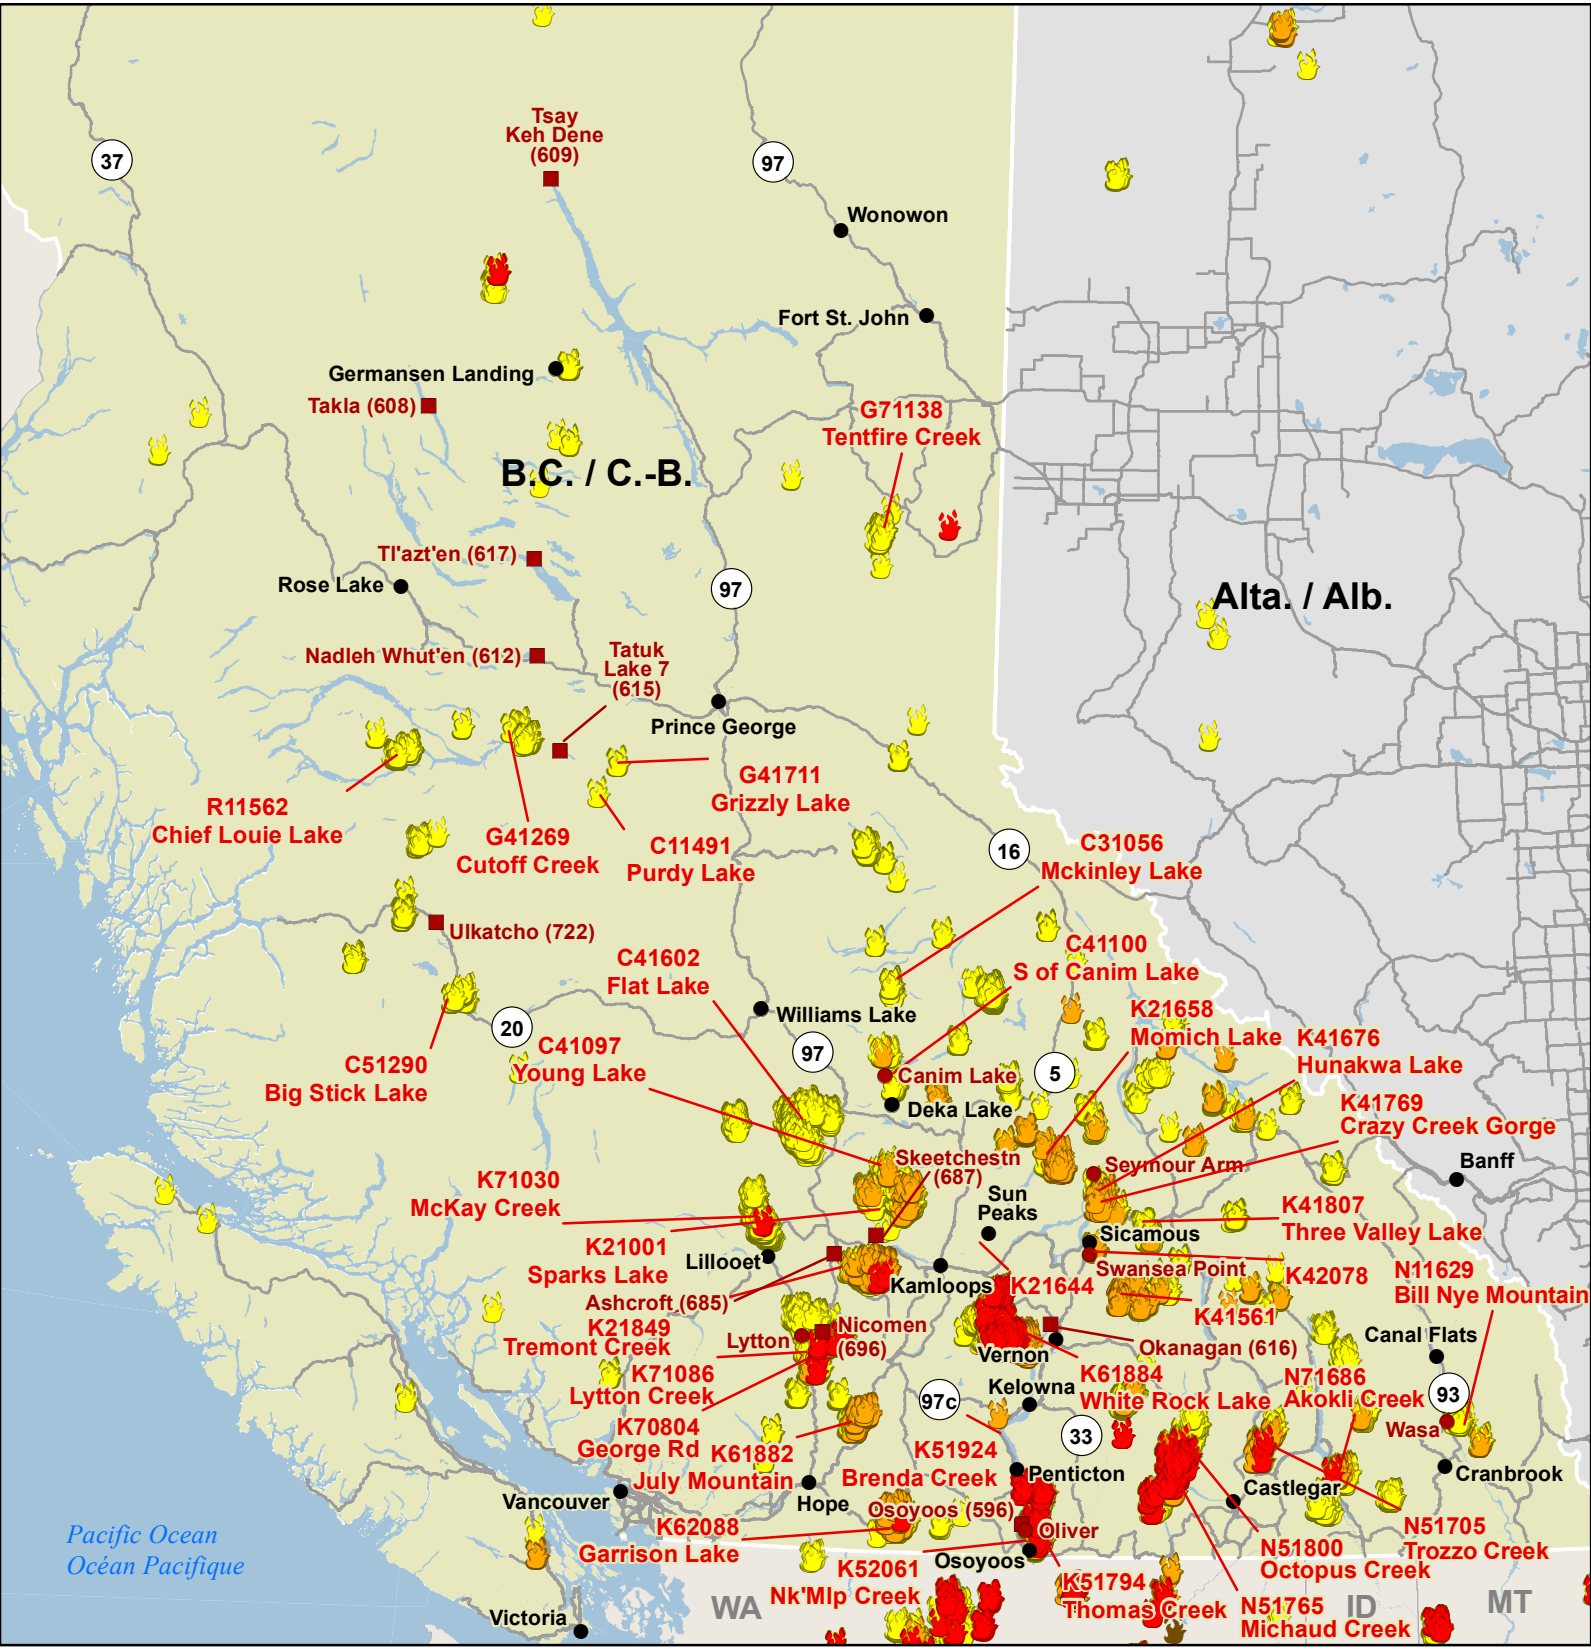 Tsay
Keh Dene
(609)
37
97
Wonowon
Fort St. John
Germansen Landing
Takla (608)
G71138
Tentfire Creek
B.C. / C.-B.
Tl'azt'en (617)
Rose Lake
97
Alta. / Alb.
Nadleh Whut'en (612)
Tatuk
Lake 7
(615)
Prince George
R11562
Chief Louie Lake
G41269
Cutoff Creek
G41711
Grizzly Lake
C11491
Purdy Lake
16
C31056
Mckinley Lake
Ulkatcho (722)
C41602
Flat Lake
C41100
S of Canim Lake
Williams Lake
20
97
C51290
Big Stick Lake
C41097
Young Lake
K21658
Momich Lake
K41676
Hunakwa Lake
5
Canim Lake
Deka Lake
K41769
Crazy Creek Gorge
Banff
Skeetchestn
(687)
Seymour Arm
K71030
McKay Creek
Sun
Peaks
K41807
Three Valley Lake
Sicamous
K21001
Sparks Lake
Lillooet
Kamloops
Swansea Point
K42078
N11629
Bill Nye Mountain
K21644
K41561
Ashcroft (685)
K21849
Tremont Creek
Lytton
Nicomen
(696)
Canal Flats
Okanagan (616)
Vernon
K71086
Lytton Creek
Kelowna
K61884
White Rock Lake
N71686
Akokli Creek
97c
93
K70804
George Rd
K61882
July Mountain
33
Wasa
K51924
Brenda Creek
Penticton
Cranbrook
Castlegar
Hope
Vancouver
Osoyoos (596)
Oliver
K62088
Garrison Lake
N51705
Trozzo Creek
N51800
Octopus Creek
Pacific Ocean
Océan Pacifique
Osoyoos
K52061
Nk'Mlp Creek
K51794
Thomas Creek
N51765
Michaud Creek
WA
ID
MT
Victoria